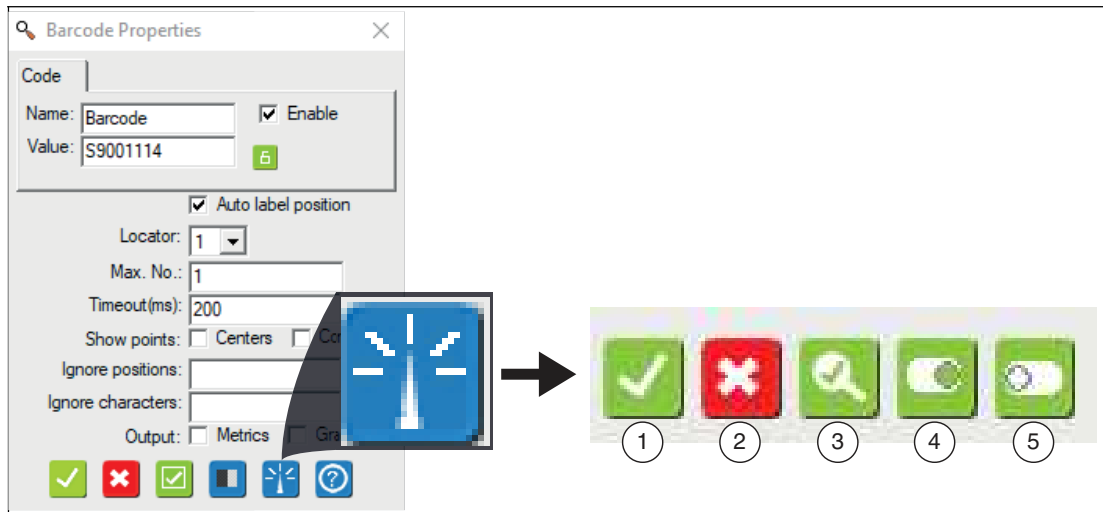 Barcode Properties
Code
Name: Barcode Enable
Value: S9001114
Auto label position
Locator: 1
Max. No.: 1
Timeout(ms): 200
Show points: Centers
Ignore positions:
Ignore characters:
Output: Metrics
1 2 3 4 5